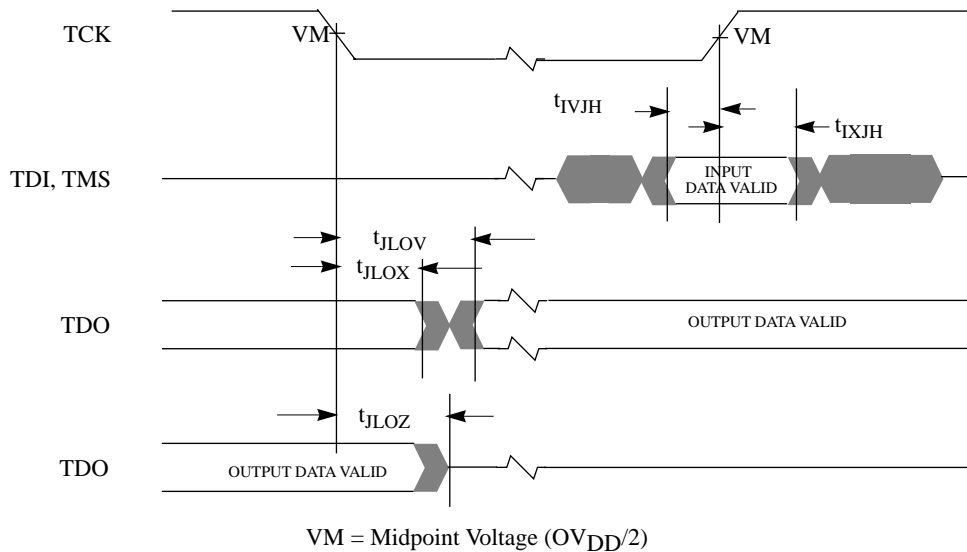 TCK
VM
VM
tIVJH
tIXJH
TDI, TMS
INPUT
DATA VALID
tJLOV
tJLOX
TDO
OUTPUT DATA VALID
tJLOZ
TDO
OUTPUT DATA VALID
VM = Midpoint Voltage (OVDD/2)